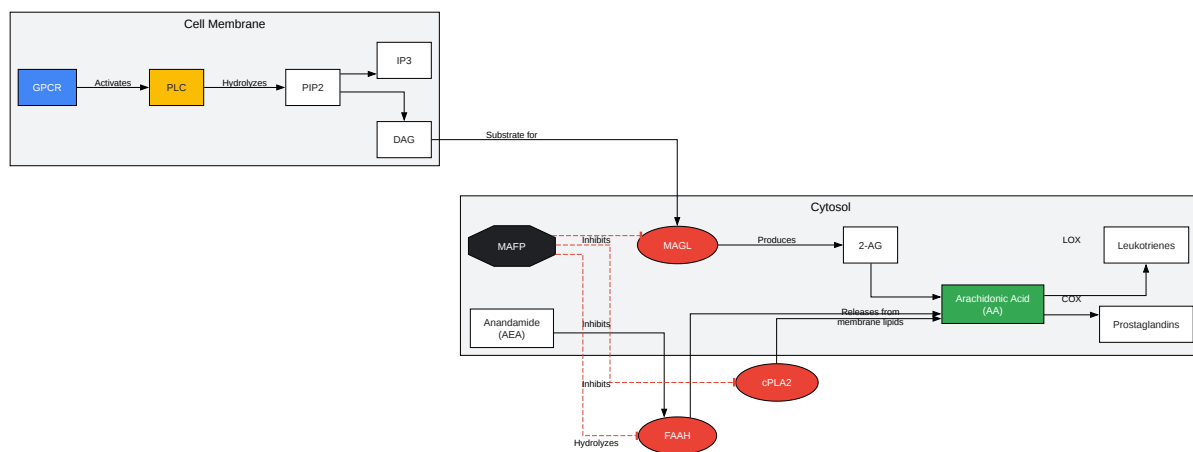 Cell Membrane
GPCR
Activates
PLC
Hydrolyzes
PIP2
IP3
DAG
Substrate for
Cytosol
MAFP
Inhibits
MAGL
Produces
2-AG
LOX
Leukotrienes
Anandamide
(AEA)
Inhibits
Releases from
membrane lipids
Arachidonic Acid
(AA)
COX
Prostaglandins
Inhibits
cPLA2
Hydrolyzes
FAAH